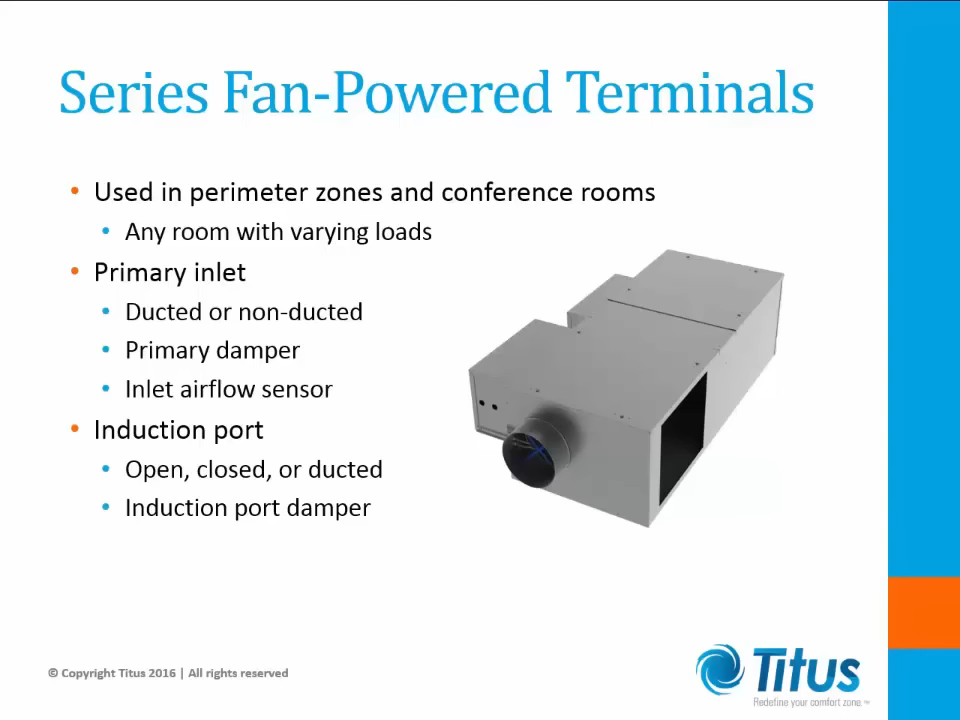 Series Fan-Powered Terminals
• Used in perimeter zones and conference rooms
• Any room with varying loads
• Primary inlet
• Ducted or non-ducted
• Primary damper
• Inlet airflow sensor
• Induction port
• Open, closed, or ducted
• Induction port damper
© Copyright Titus 2016 | All rights reserved
Titus
Redefine your comfort zone.™